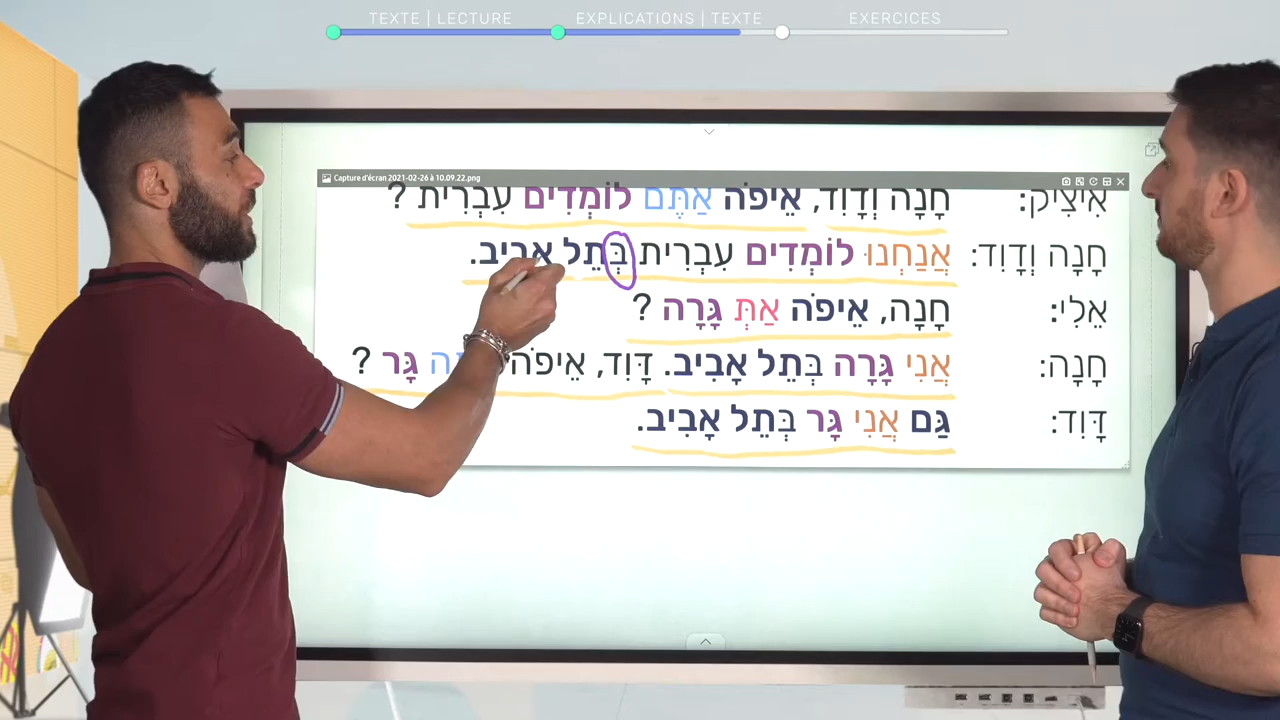 TEXTE | LECTURE
EXPLICATIONS | TEXTE
EXERCICES
Capture d'écran 2021-02-26 à 10.09.22.png
אִיצִיק: חָנָה וְדָוִד, אֵיפֹה אַתֶּם לוֹמְדִים עִבְרִית ?
חָנָה וְדָוִד: אֲנַחְנוּ לוֹמְדִים עִבְרִית בְּתֵל אָבִיב.
אֵלִי: חָנָה, אֵיפֹה אַתְּ גָּרָה ?
חָנָה: אֲנִי גָּרָה בְּתֵל אָבִיב. דָּוִד, אֵיפֹה גָּר ?
דָּוִד: גַּם אֲנִי גָּר בְּתֵל אָבִיב.